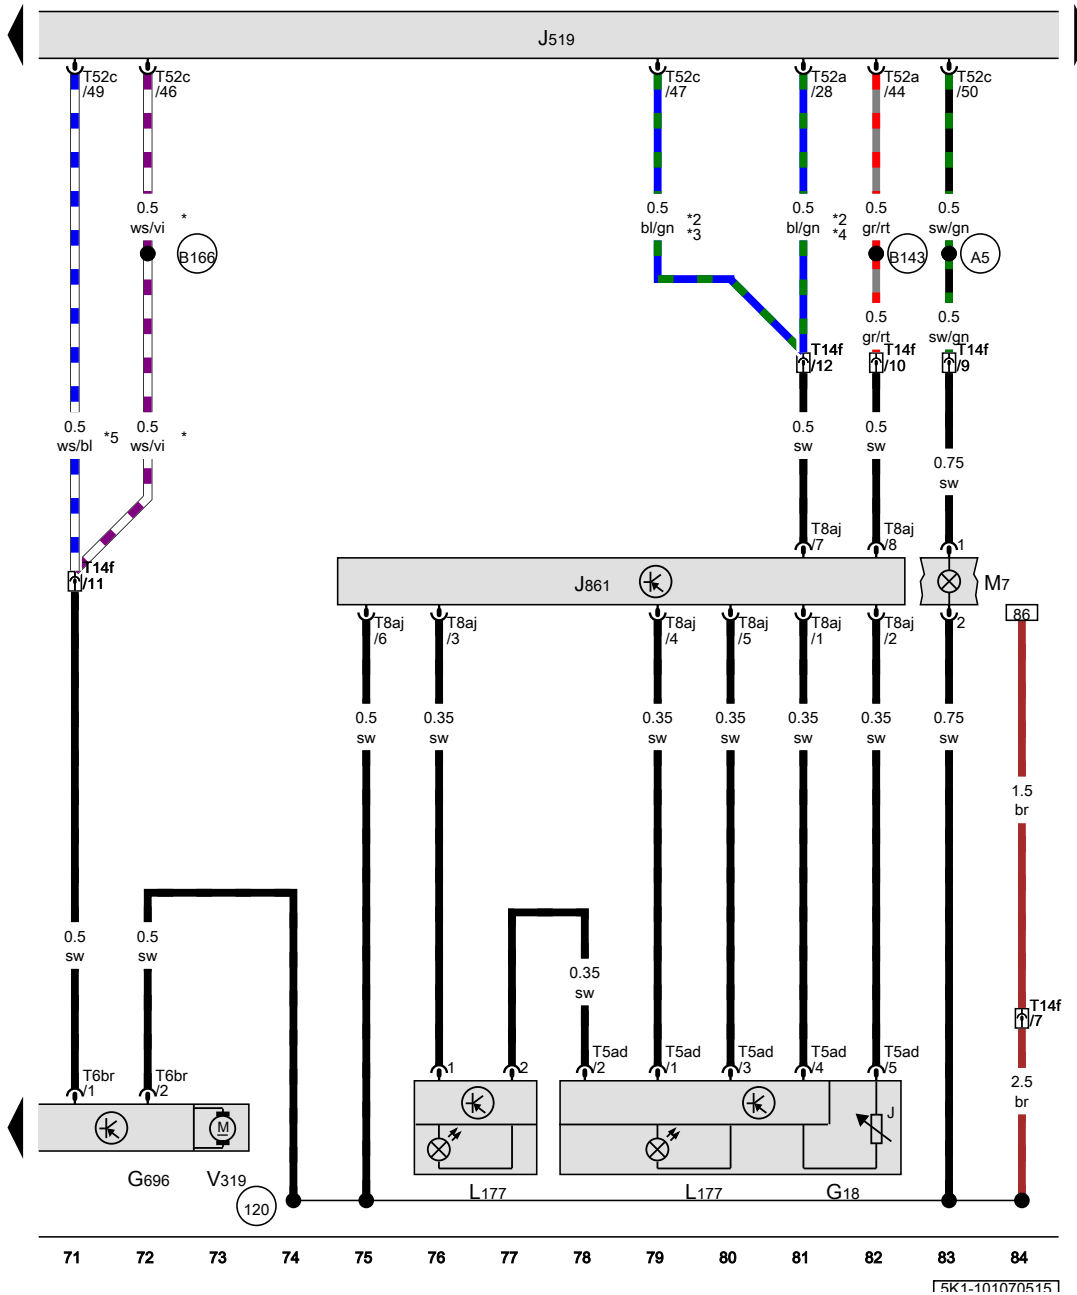 J519
T52c
/49
T52c
/46
T52c
/47
T52a
/28
T52a
/44
T52c
/50
0.5
ws/vi
*
0.5
bl/gn
*2
*3
0.5
bl/gn
*2
*4
0.5
gr/rt
0.5
sw/gn
B166
B143
A5
0.5
gr/rt
0.5
sw/gn
T14f
/12
T14f
/10
T14f
/9
0.5
ws/bl
*5
0.5
ws/vi
*
0.5
sw
0.5
sw
0.75
sw
T8aj
/7
T8aj
/8
1
T14f
/11
J861
M7
86
T8aj
/6
T8aj
/3
T8aj
/4
T8aj
/5
T8aj
/1
T8aj
/2
2
0.5
sw
0.35
sw
0.35
sw
0.35
sw
0.35
sw
0.35
sw
0.75
sw
1.5
br
0.5
sw
0.5
sw
0.35
sw
T14f
/7
T6br
/1
T6br
/2
1
2
T5ad
/2
T5ad
/1
T5ad
/3
T5ad
/4
T5ad
/5
2.5
br
M
J
G696
V319
120
L177
L177
G18
71 72 73 74 75 76 77 78 79 80 81 82 83 84
5K1-101070515